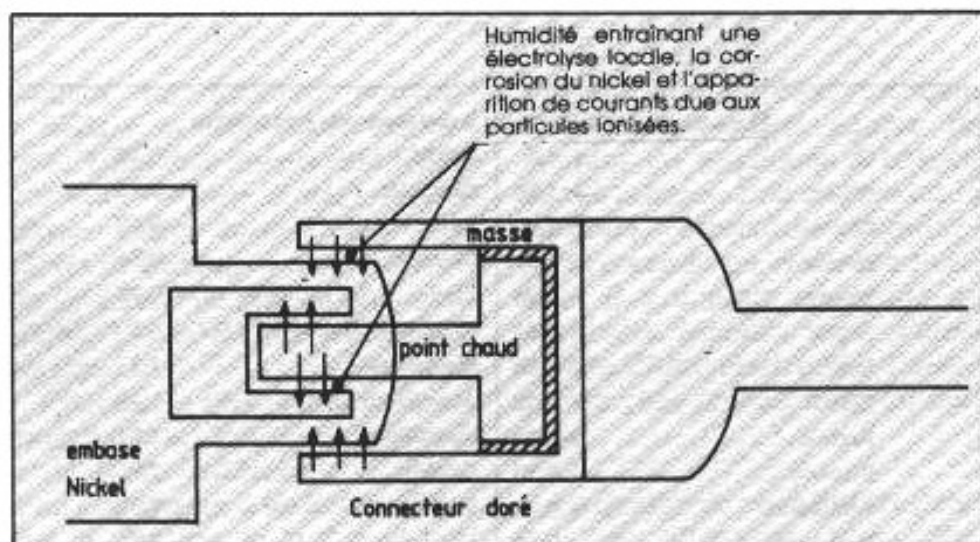 Humidité entraînant une
électrolyse locale, la cor-
rosion du nickel et l'appa-
rition de courants due aux
particules ionisées.
masse
point chaud
embase
Nickel
Connecteur doré